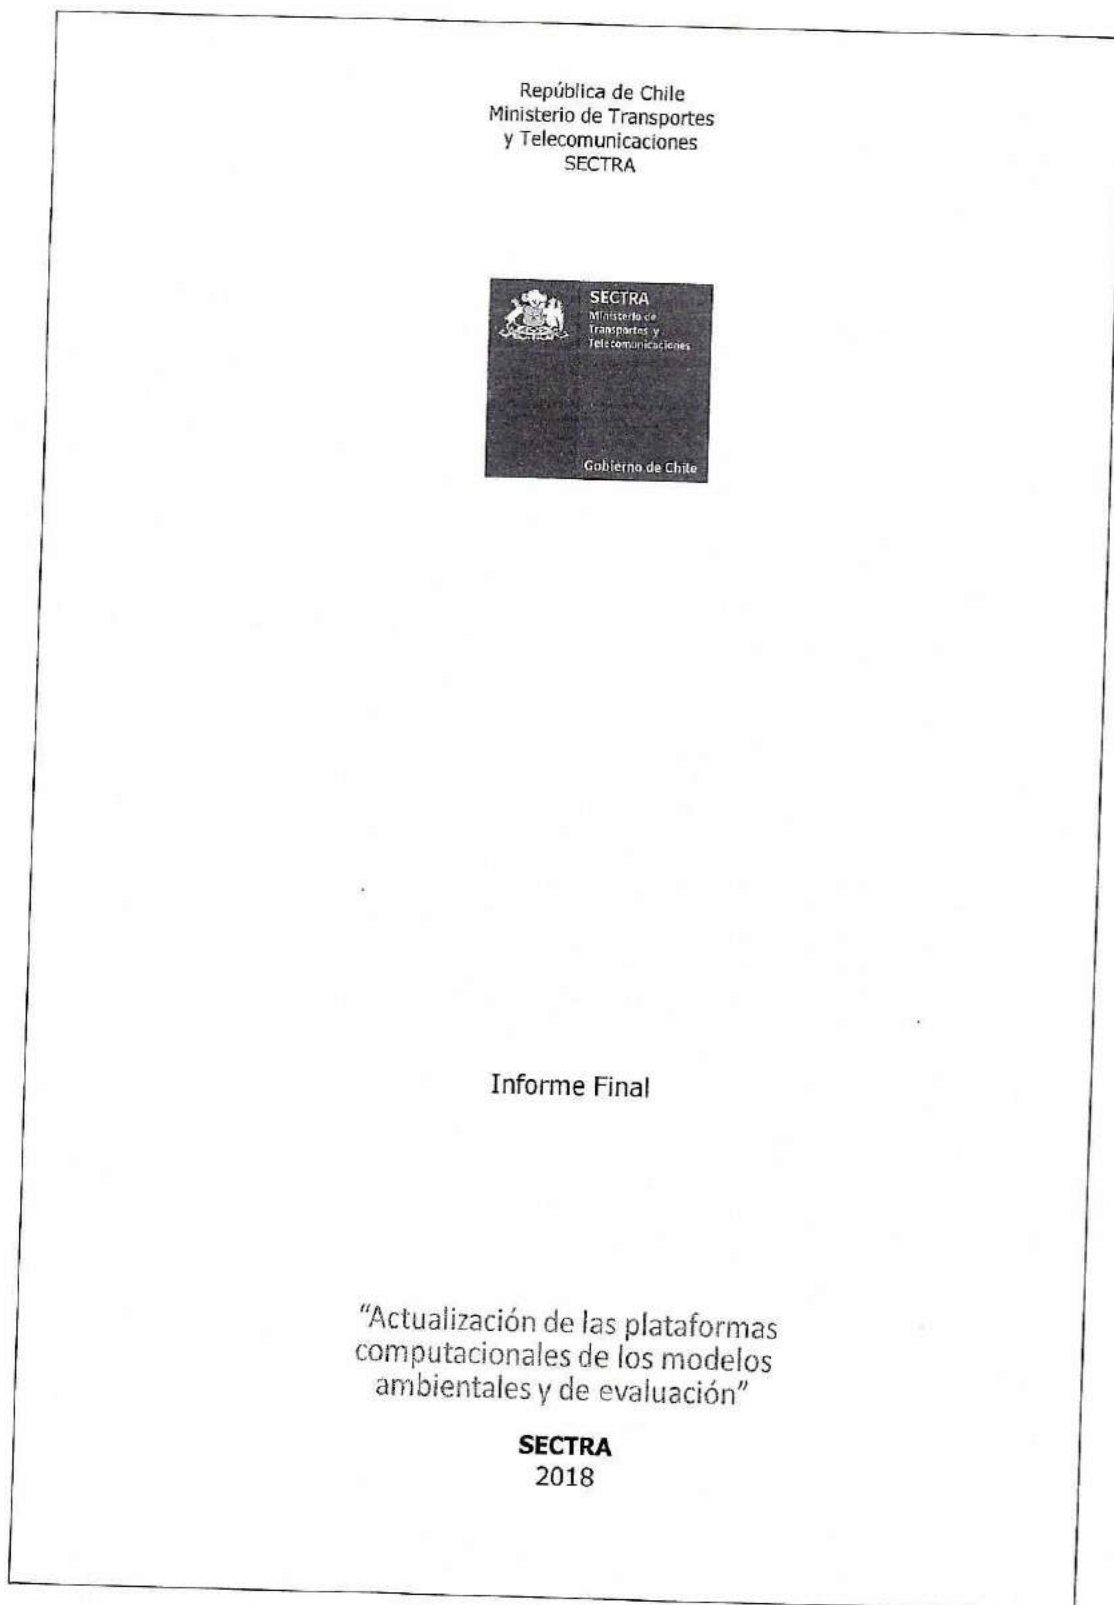 República de Chile
Ministerio de Transportes
y Telecomunicaciones
SECTRA
SECTRA
Ministerio de
Transportes y
Telecomunicaciones
Gobierno de Chile
Informe Final
"Actualización de las plataformas
computacionales de los modelos
ambientales y de evaluación"
SECTRA
2018